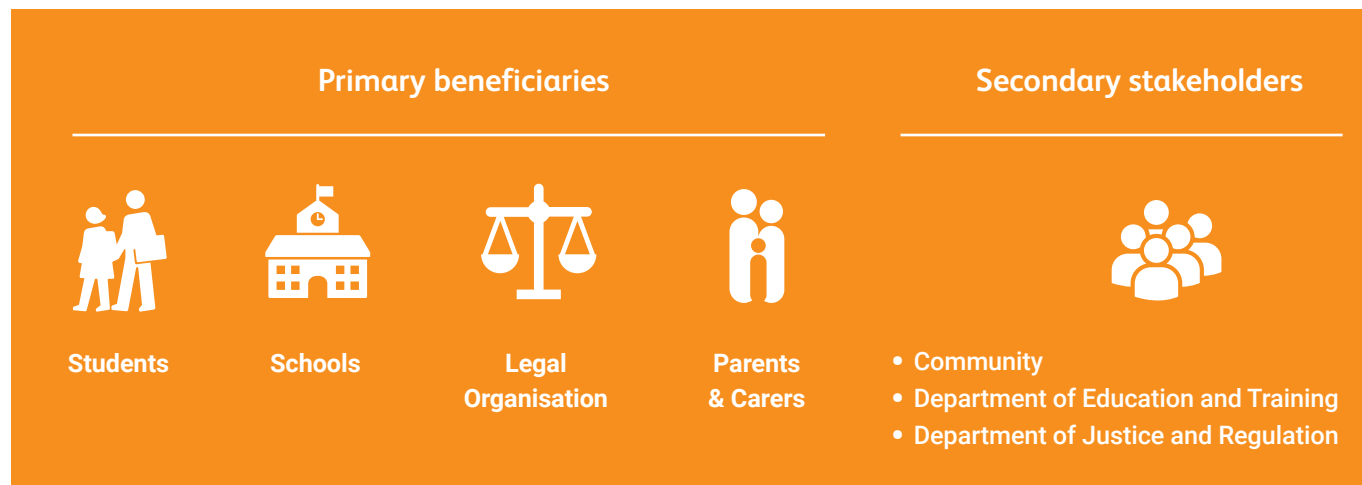 Primary beneficiaries
Students
Schools
Legal
Organisation
Parents
& Carers
Secondary stakeholders
• Community
• Department of Education and Training
• Department of Justice and Regulation